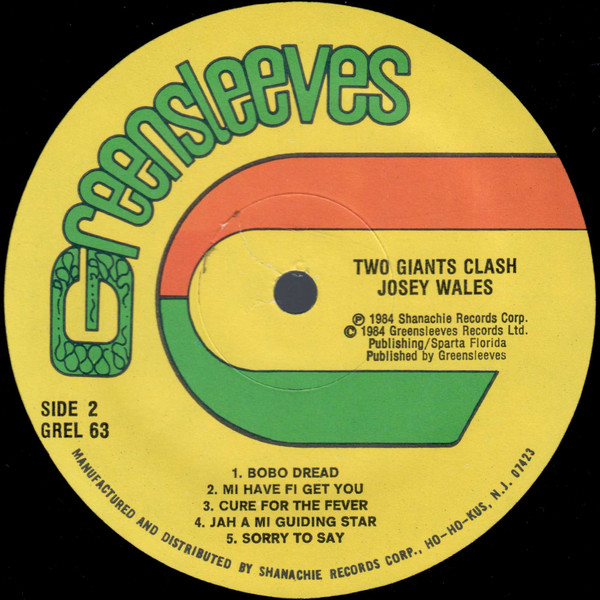 Greensleeves
TWO GIANTS CLASH
JOSEY WALES
℗ 1984 Shanachie Records Corp.
© 1984 Greensleeves Records Ltd.
Publishing/Sparta Florida
Published by Greensleeves
SIDE 2
GREL 63
1. BOBO DREAD
2. MI HAVE FI GET YOU
3. CURE FOR THE FEVER
4. JAH A MI GUIDING STAR
5. SORRY TO SAY
MANUFACTURED AND DISTRIBUTED BY SHANACHIE RECORDS CORP., HO-HO-KUS, N.J. 07423